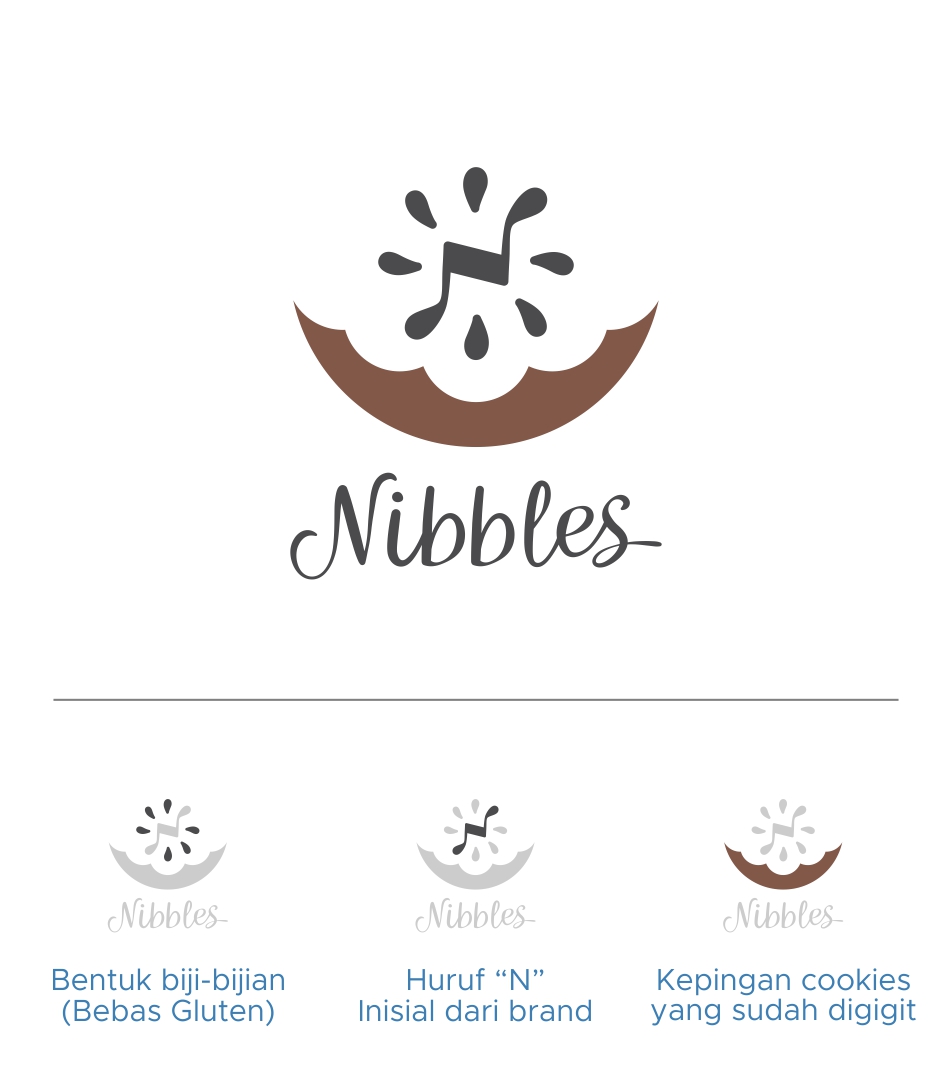 Nibbles
Nibbles
Nibbles
Nibbles
Bentuk biji-bijian
(Bebas Gluten)
Huruf “N”
Inisial dari brand
Kepingan cookies
yang sudah digigit